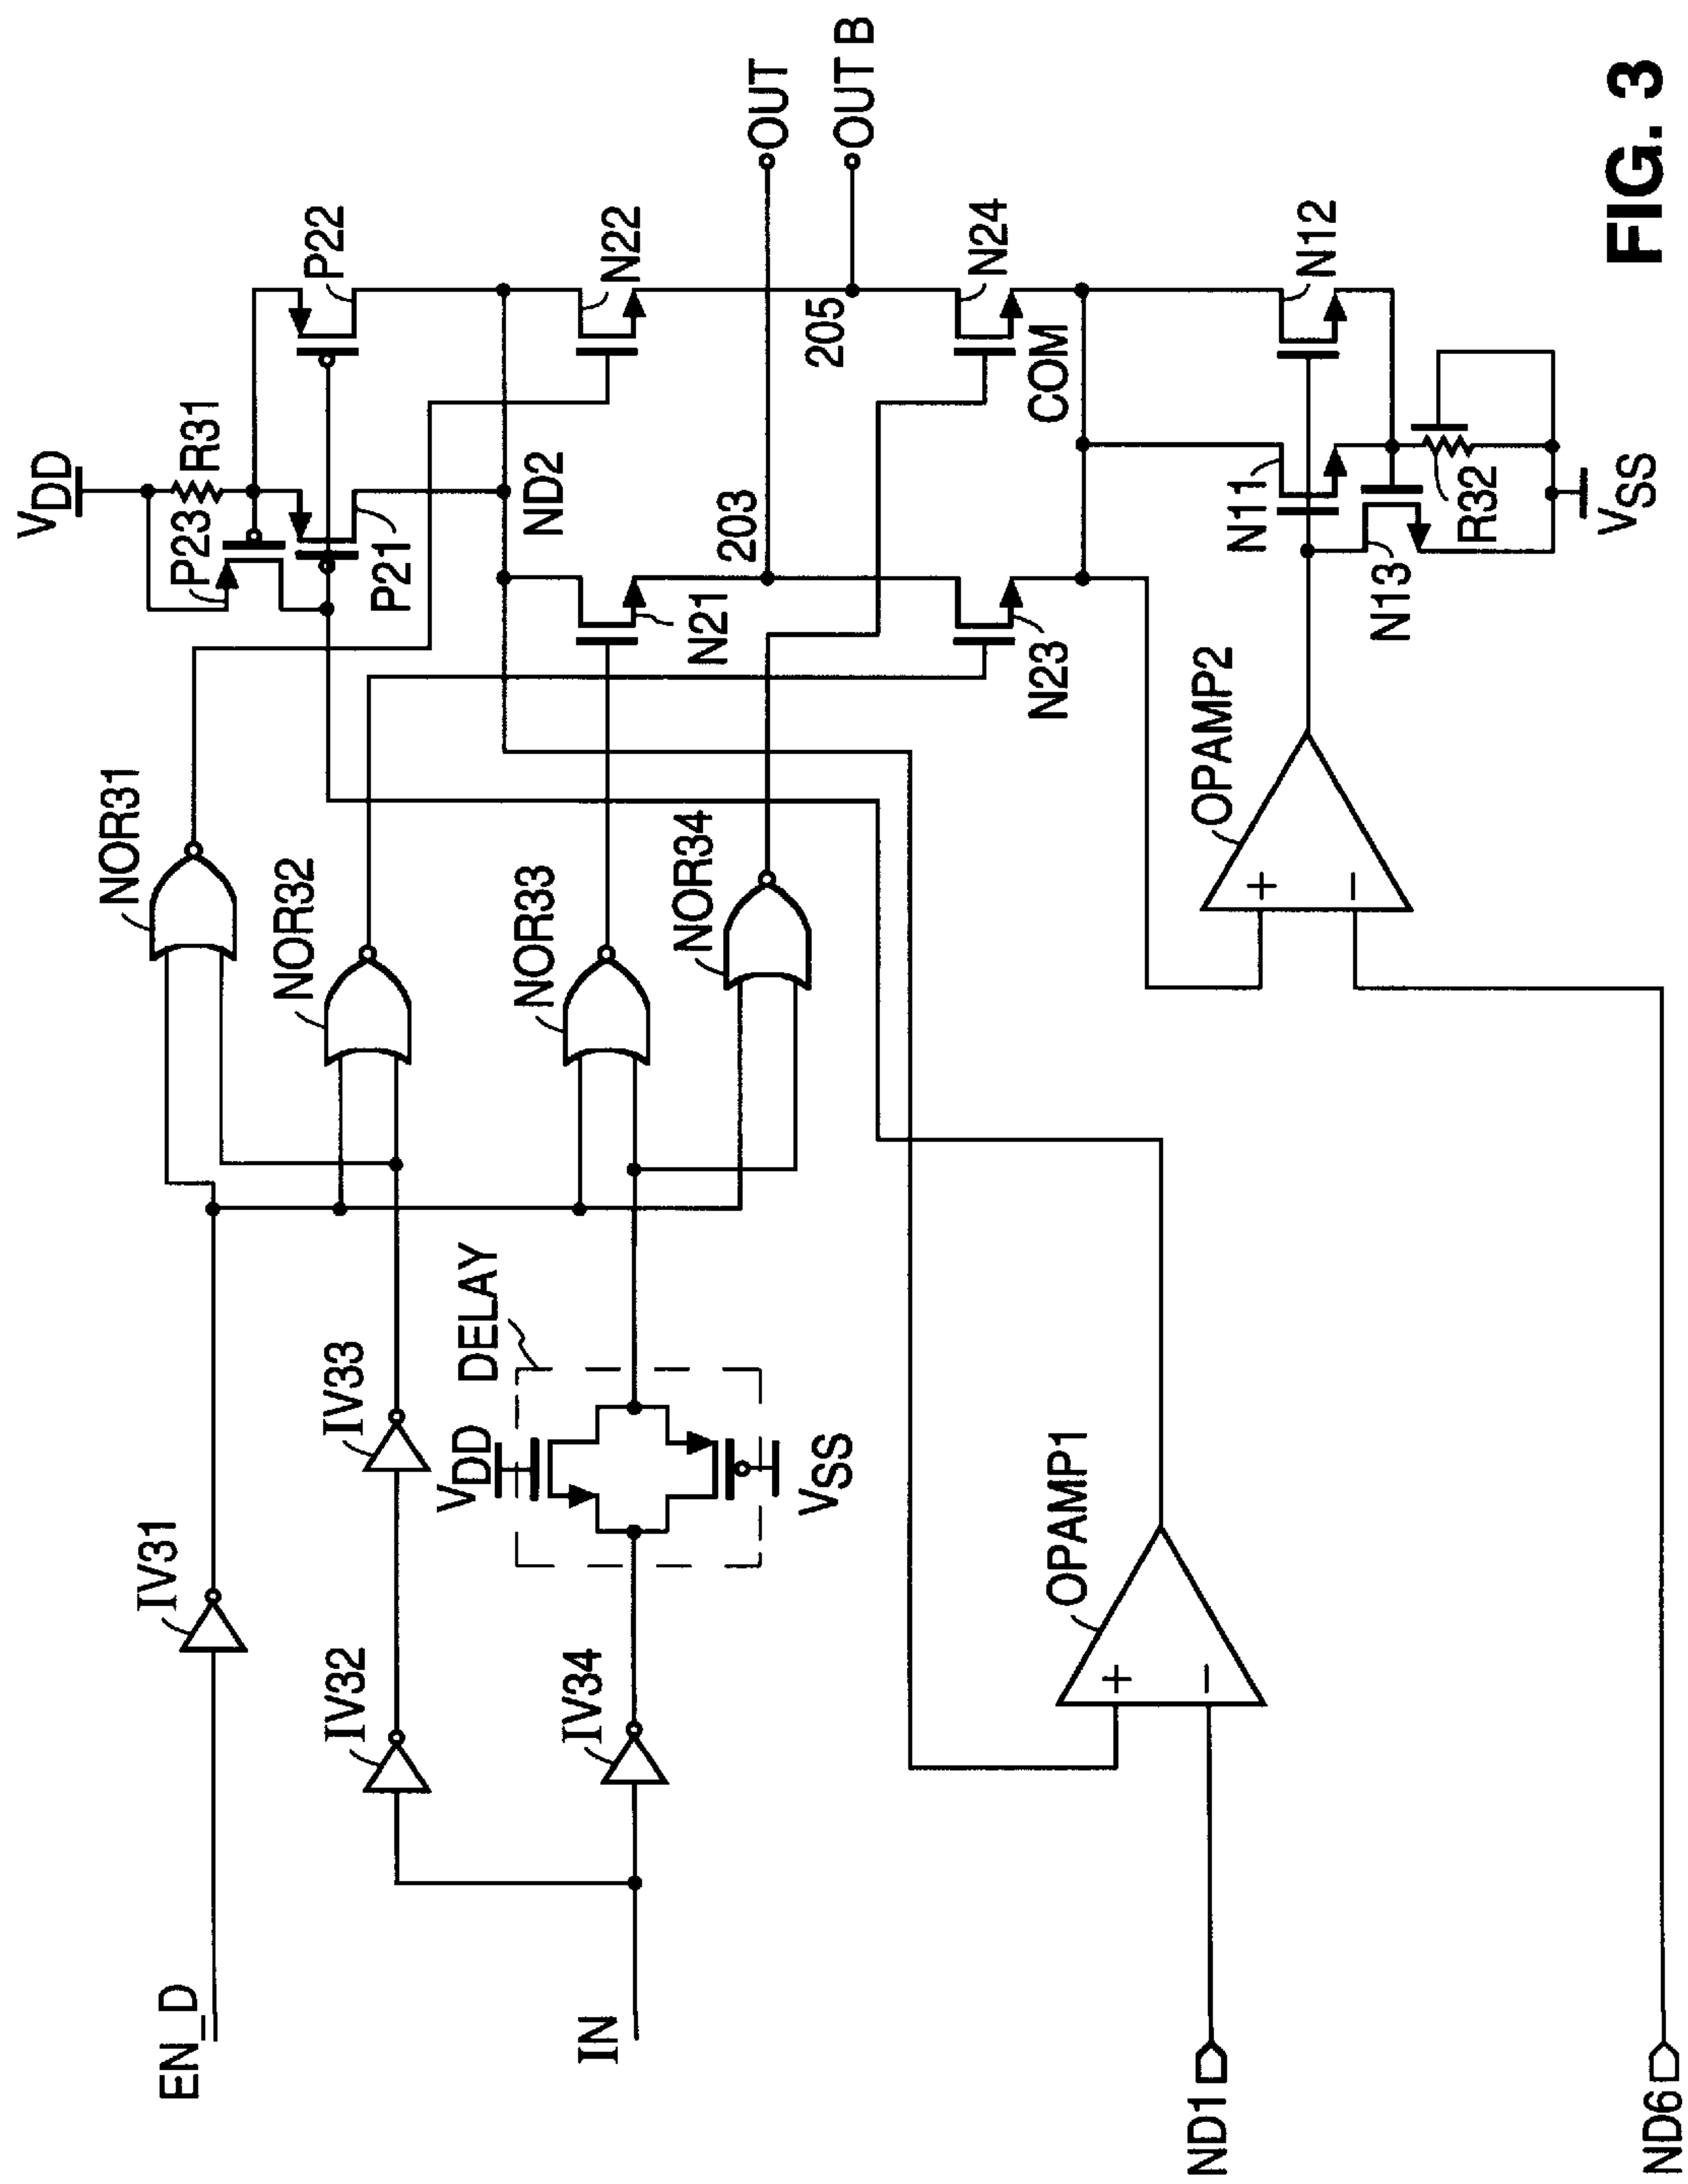 EN_D
IN
ND1
ND6
IV31
IV32
IV33
IV34
DELAY
VDD
VSS
NOR31
NOR32
NOR33
NOR34
OPAMP1
+
−
OPAMP2
+
−
VDD
R31
P23
P21
P22
ND2
N21
N22
203
205
OUT
OUT B
N23
N24
COM
N11
N12
N13
R32
VSS
FIG. 3